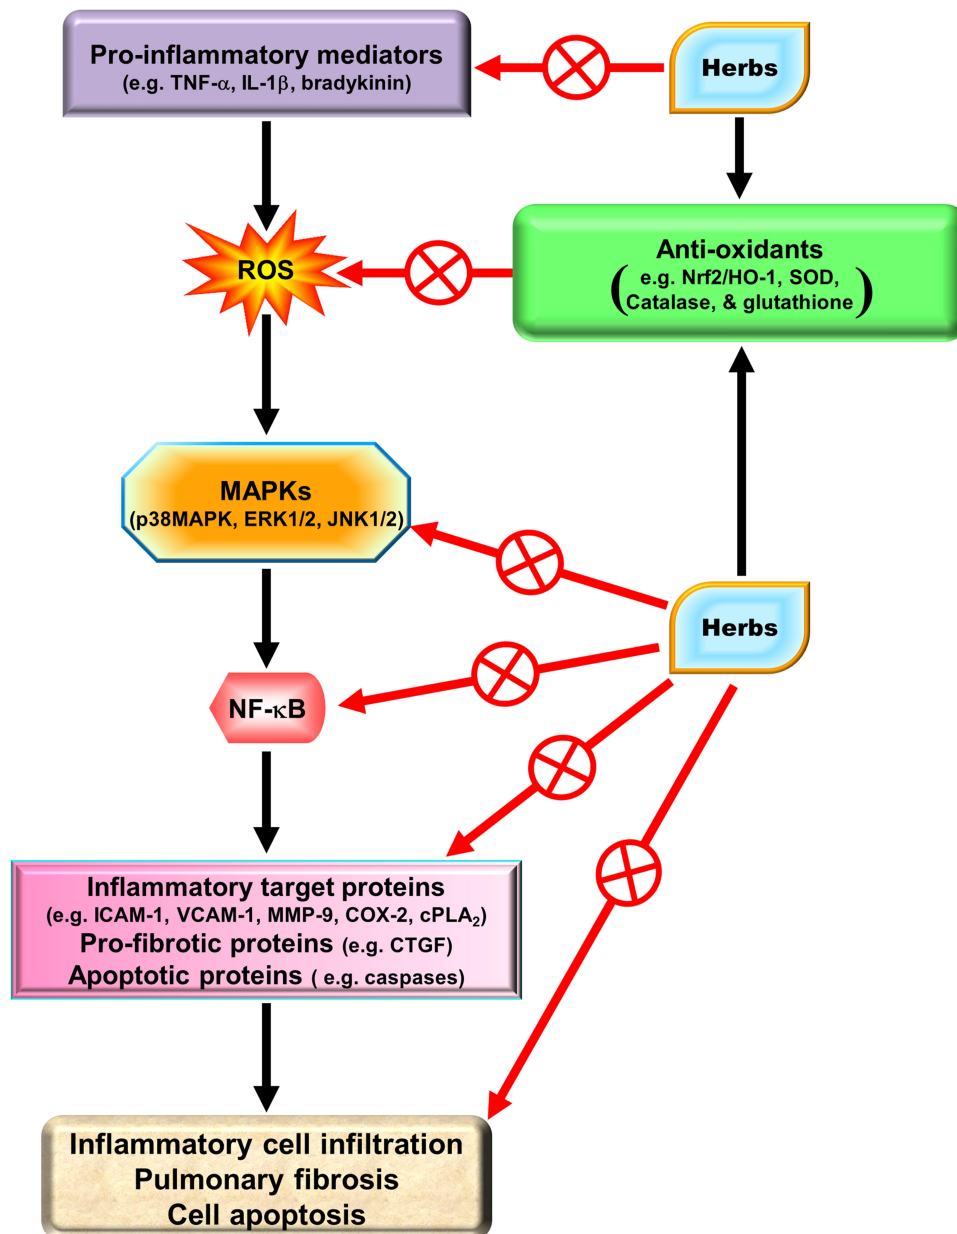 Pro-inflammatory mediators
(e.g. TNF-α, IL-1β, bradykinin)
Herbs
Anti-oxidants
(e.g. Nrf2/HO-1, SOD,
Catalase, & glutathione)
ROS
MAPKs
(p38MAPK, ERK1/2, JNK1/2)
Herbs
NF-κB
Inflammatory target proteins
(e.g. ICAM-1, VCAM-1, MMP-9, COX-2, cPLA₂)
Pro-fibrotic proteins (e.g. CTGF)
Apoptotic proteins ( e.g. caspases)
Inflammatory cell infiltration
Pulmonary fibrosis
Cell apoptosis